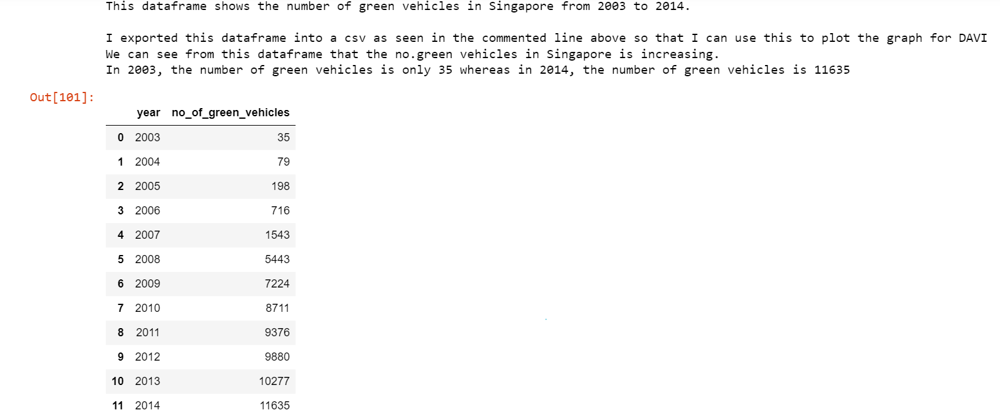 This dataframe shows the number of green vehicles in Singapore from 2003 to 2014.
I exported this dataframe into a csv as seen in the commented line above so that I can use this to plot the graph for DAVI
We can see from this dataframe that the no.green vehicles in Singapore is increasing.
In 2003, the number of green vehicles is only 35 whereas in 2014, the number of green vehicles is 11635
Out[101]:
year no_of_green_vehicles
0 2003 35
1 2004 79
2 2005 198
3 2006 716
4 2007 1543
5 2008 5443
6 2009 7224
7 2010 8711
8 2011 9376
9 2012 9880
10 2013 10277
11 2014 11635